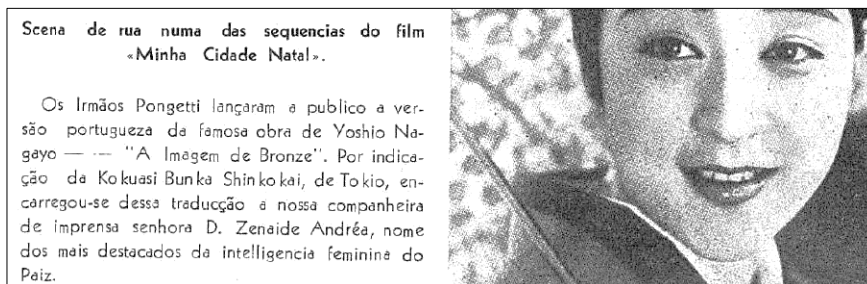 Scena de rua numa das sequencias do film
«Minha Cidade Natal».
Os Irmãos Pongetti lançaram a publico a ver-
são portugueza da famosa obra de Yoshio Na-
gayo — — "A Imagem de Bronze". Por indica-
ção da Kokuasi Bunka Shinkokai, de Tokio, en-
carregou-se dessa traducção a nossa companheira
de imprensa senhora D. Zenaide Andréa, nome
dos mais destacados da intelligencia feminina do
Paiz.